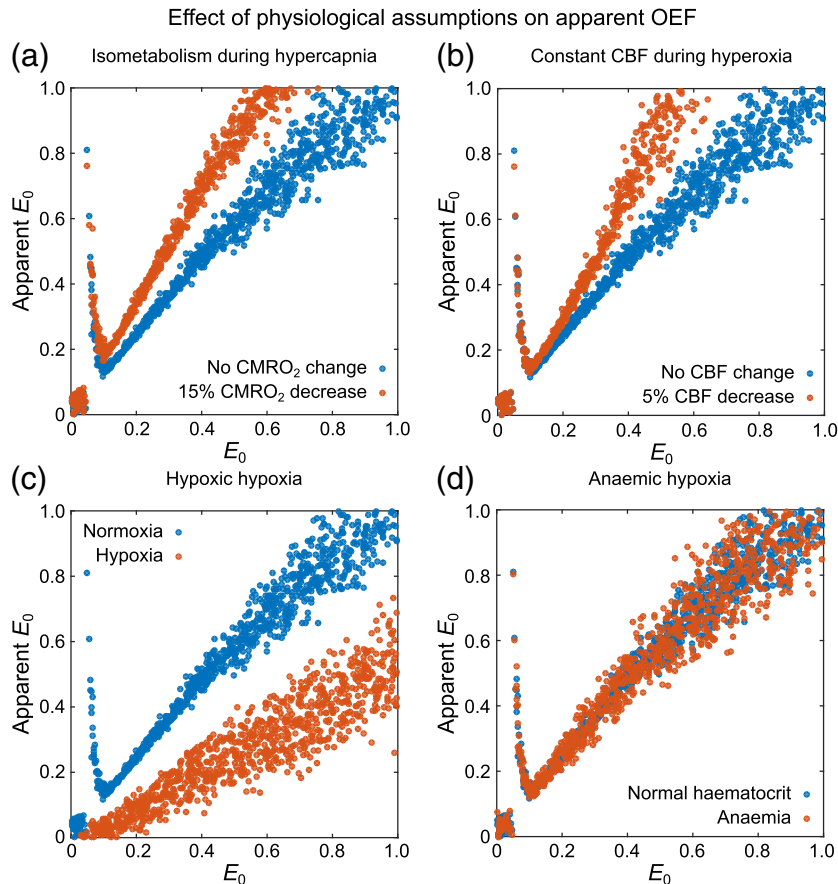 Effect of physiological assumptions on apparent OEF
(a)
Isometabolism during hypercapnia
1.0
0.8
0.6
0.4
0.2
0
Apparent E₀
No CMRO₂ change
15% CMRO₂ decrease
0 0.2 0.4 0.6 0.8 1.0
E₀
(b)
Constant CBF during hyperoxia
1.0
0.8
0.6
0.4
0.2
0
Apparent E₀
No CBF change
5% CBF decrease
0 0.2 0.4 0.6 0.8 1.0
E₀
(c)
Hypoxic hypoxia
1.0
0.8
0.6
0.4
0.2
0
Apparent E₀
Normoxia
Hypoxia
0 0.2 0.4 0.6 0.8 1.0
E₀
(d)
Anaemic hypoxia
1.0
0.8
0.6
0.4
0.2
0
Apparent E₀
Normal haematocrit
Anaemia
0 0.2 0.4 0.6 0.8 1.0
E₀